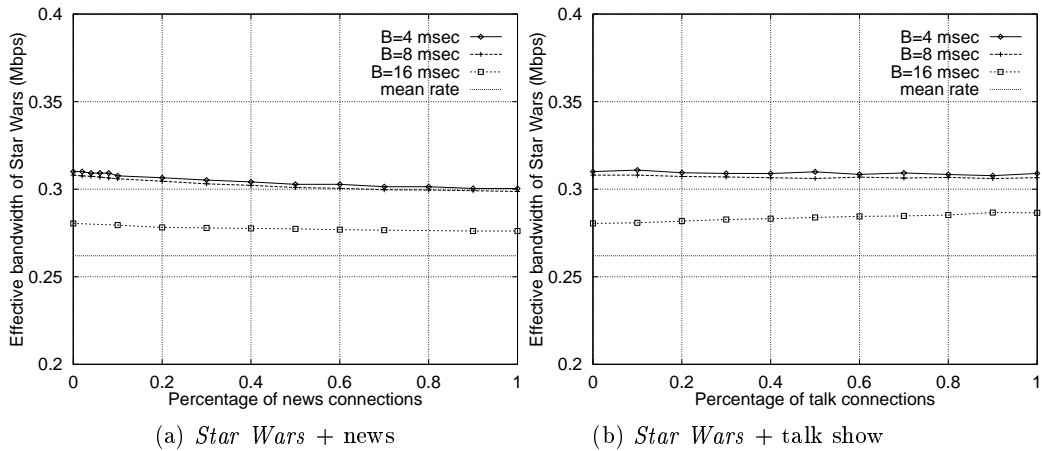 0.4
0.35
0.3
0.25
0.2
Effective bandwidth of Star Wars (Mbps)
B=4 msec
B=8 msec
B=16 msec
mean rate
0 0.2 0.4 0.6 0.8 1
Percentage of news connections
(a) Star Wars + news
0.4
0.35
0.3
0.25
0.2
Effective bandwidth of Star Wars (Mbps)
B=4 msec
B=8 msec
B=16 msec
mean rate
0 0.2 0.4 0.6 0.8 1
Percentage of talk connections
(b) Star Wars + talk show